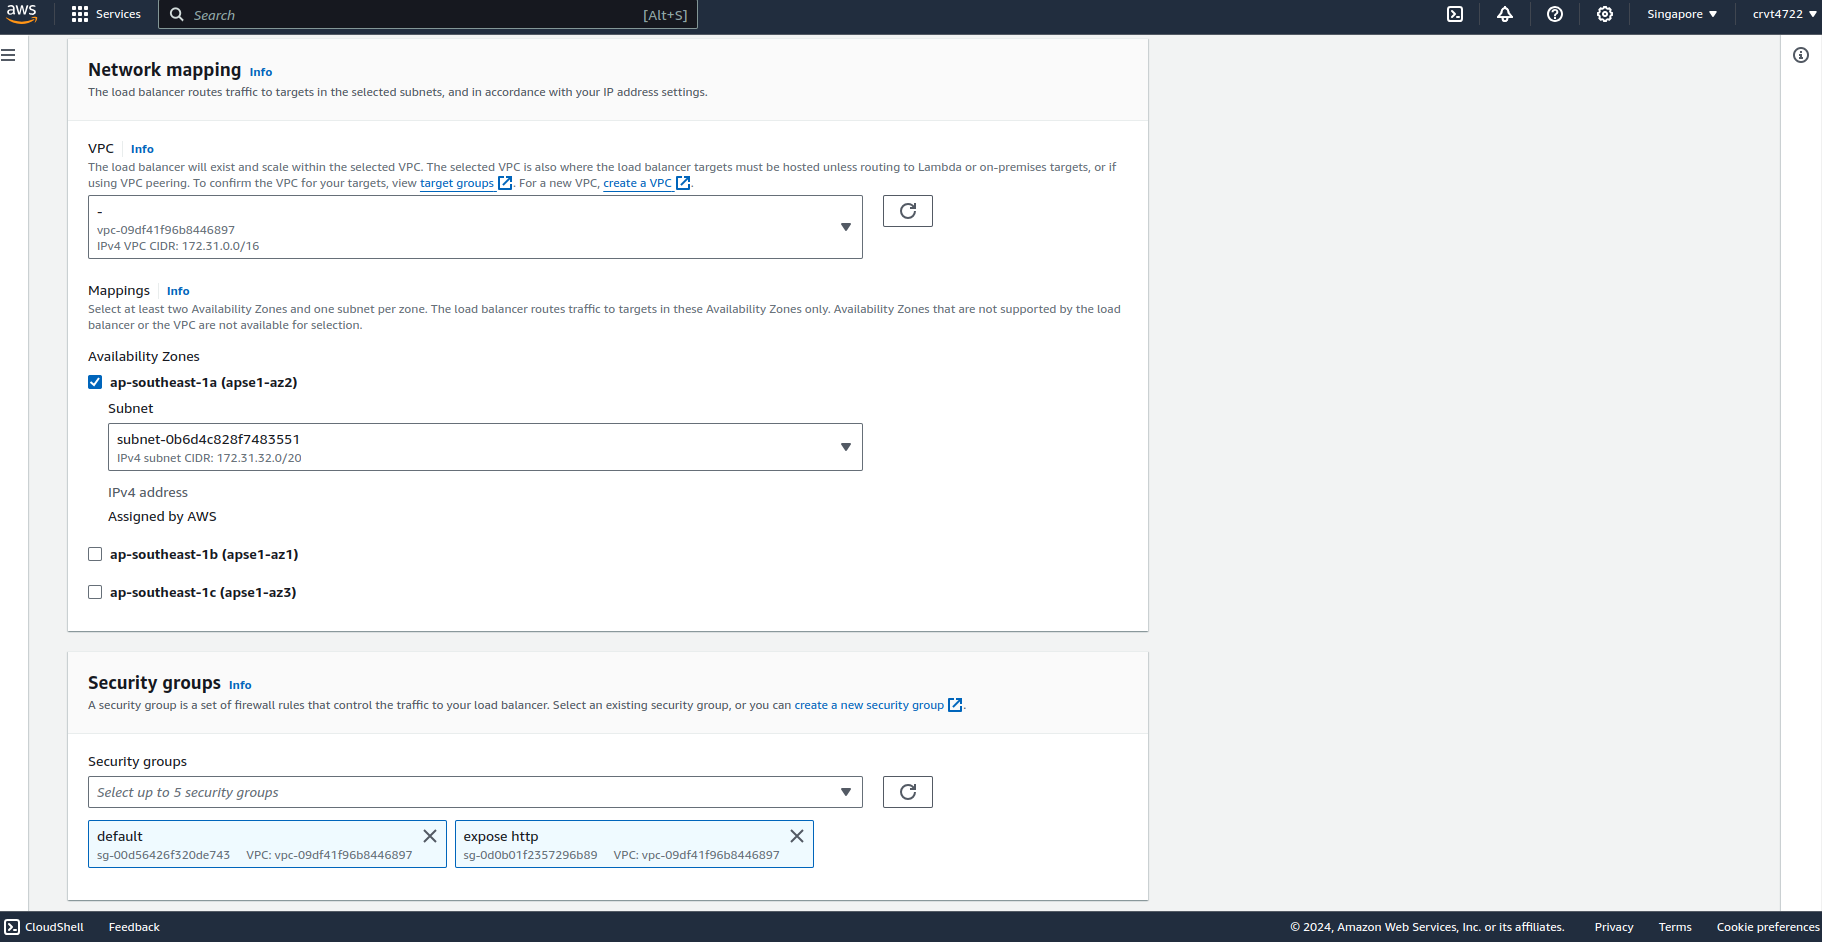 aws
Services
Search
[Alt+S]
Singapore
crvt4722
Network mapping Info
The load balancer routes traffic to targets in the selected subnets, and in accordance with your IP address settings.
VPC Info
The load balancer will exist and scale within the selected VPC. The selected VPC is also where the load balancer targets must be hosted unless routing to Lambda or on-premises targets, or if
using VPC peering. To confirm the VPC for your targets, view target groups. For a new VPC, create a VPC.
-
vpc-09df41f96b8446897
IPv4 VPC CIDR: 172.31.0.0/16
Mappings Info
Select at least two Availability Zones and one subnet per zone. The load balancer routes traffic to targets in these Availability Zones only. Availability Zones that are not supported by the load
balancer or the VPC are not available for selection.
Availability Zones
ap-southeast-1a (apse1-az2)
Subnet
subnet-0b6d4c828f7483551
IPv4 subnet CIDR: 172.31.32.0/20
IPv4 address
Assigned by AWS
ap-southeast-1b (apse1-az1)
ap-southeast-1c (apse1-az3)
Security groups Info
A security group is a set of firewall rules that control the traffic to your load balancer. Select an existing security group, or you can create a new security group.
Security groups
Select up to 5 security groups
default
sg-00d56426f320de743 VPC: vpc-09df41f96b8446897
expose http
sg-0d0b01f2357296b89 VPC: vpc-09df41f96b8446897
CloudShell
Feedback
© 2024, Amazon Web Services, Inc. or its affiliates.
Privacy
Terms
Cookie preferences